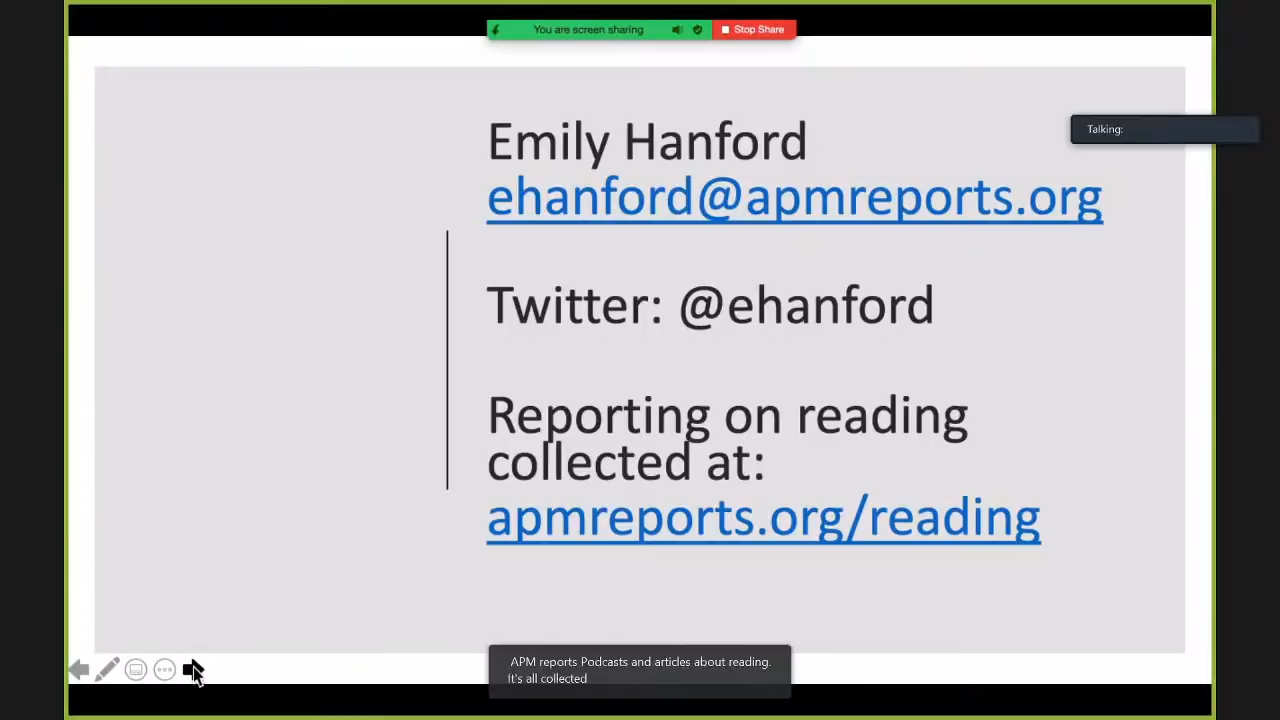 You are screen sharing
Stop Share
Talking:
Emily Hanford
ehanford@apmreports.org
Twitter: @ehanford
Reporting on reading
collected at:
apmreports.org/reading
APM reports Podcasts and articles about reading.
It's all collected